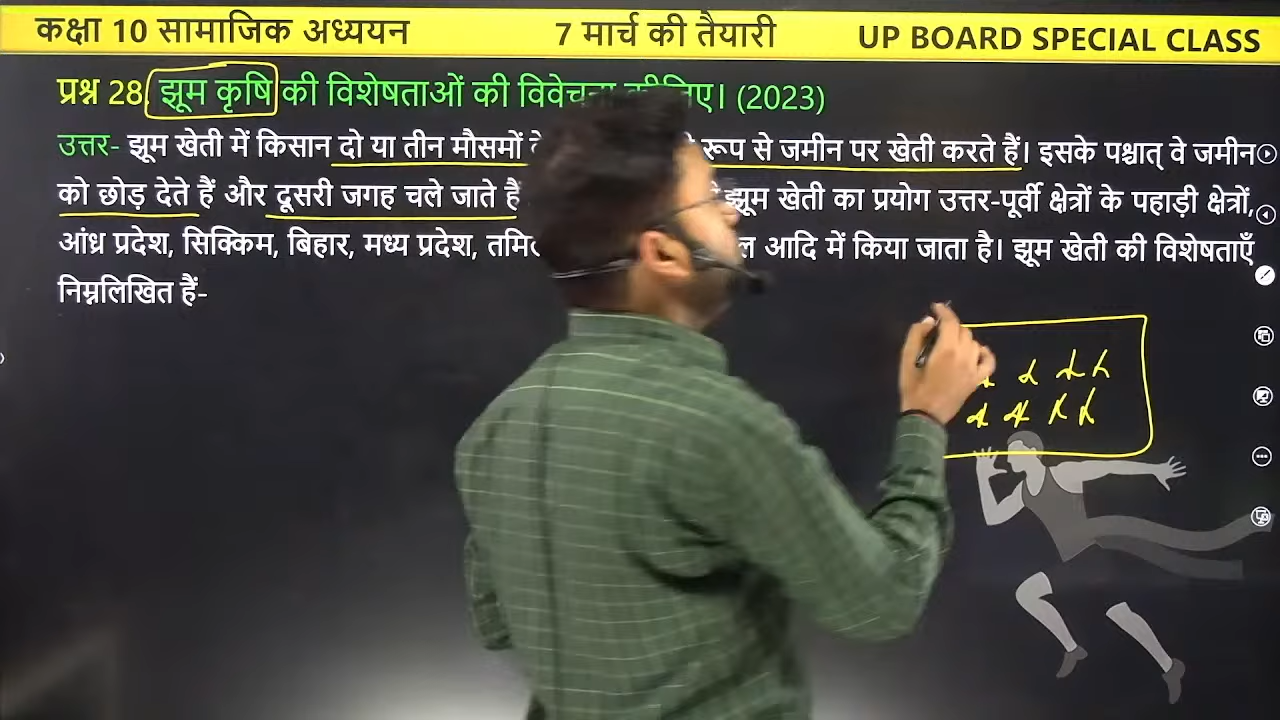 कक्षा 10 सामाजिक अध्ययन 7 मार्च की तैयारी UP BOARD SPECIAL CLASS
प्रश्न 28. झूम कृषि की विशेषताओं की (2023)
उत्तर- झूम खेती में किसान दो या तीन मौसमों रूप से जमीन पर खेती करते हैं। इसके पश्चात् वे जमीन
को छोड़ देते हैं और दूसरी जगह चले जाते हैं झूम खेती का प्रयोग उत्तर-पूर्वी क्षेत्रों के पहाड़ी क्षेत्रों,
आंध्र प्रदेश, सिक्किम, बिहार, मध्य प्रदेश, आदि में किया जाता है। झूम खेती की विशेषताएँ
निम्नलिखित हैं-